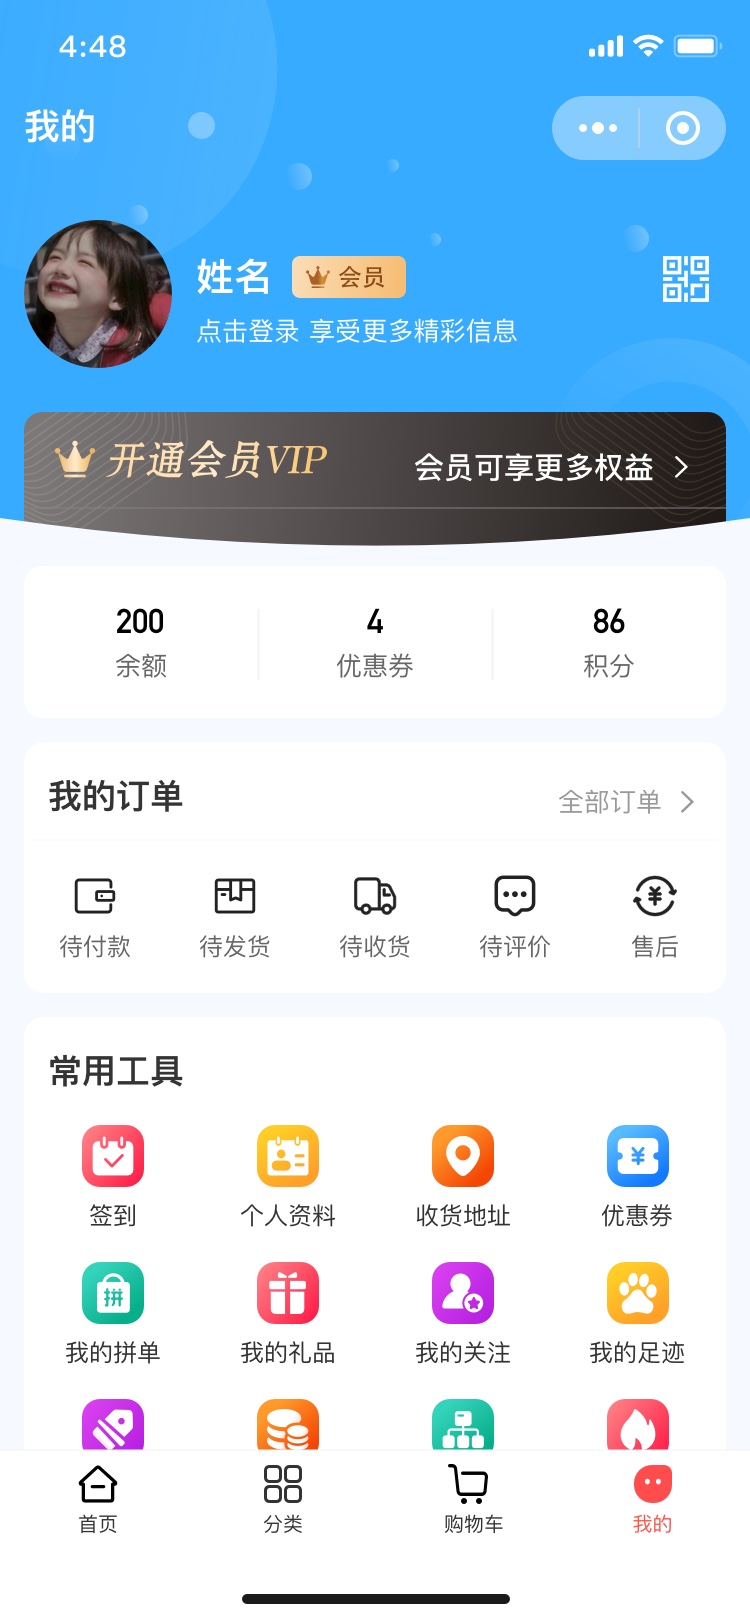 4:48
我的
姓名 会员
点击登录 享受更多精彩信息
开通会员VIP 会员可享更多权益
200 4 86
余额 优惠券 积分
我的订单 全部订单
待付款 待发货 待收货 待评价 售后
常用工具
签到 个人资料 收货地址 优惠券
拼
我的拼单 我的礼品 我的关注 我的足迹
首页 分类 购物车 我的